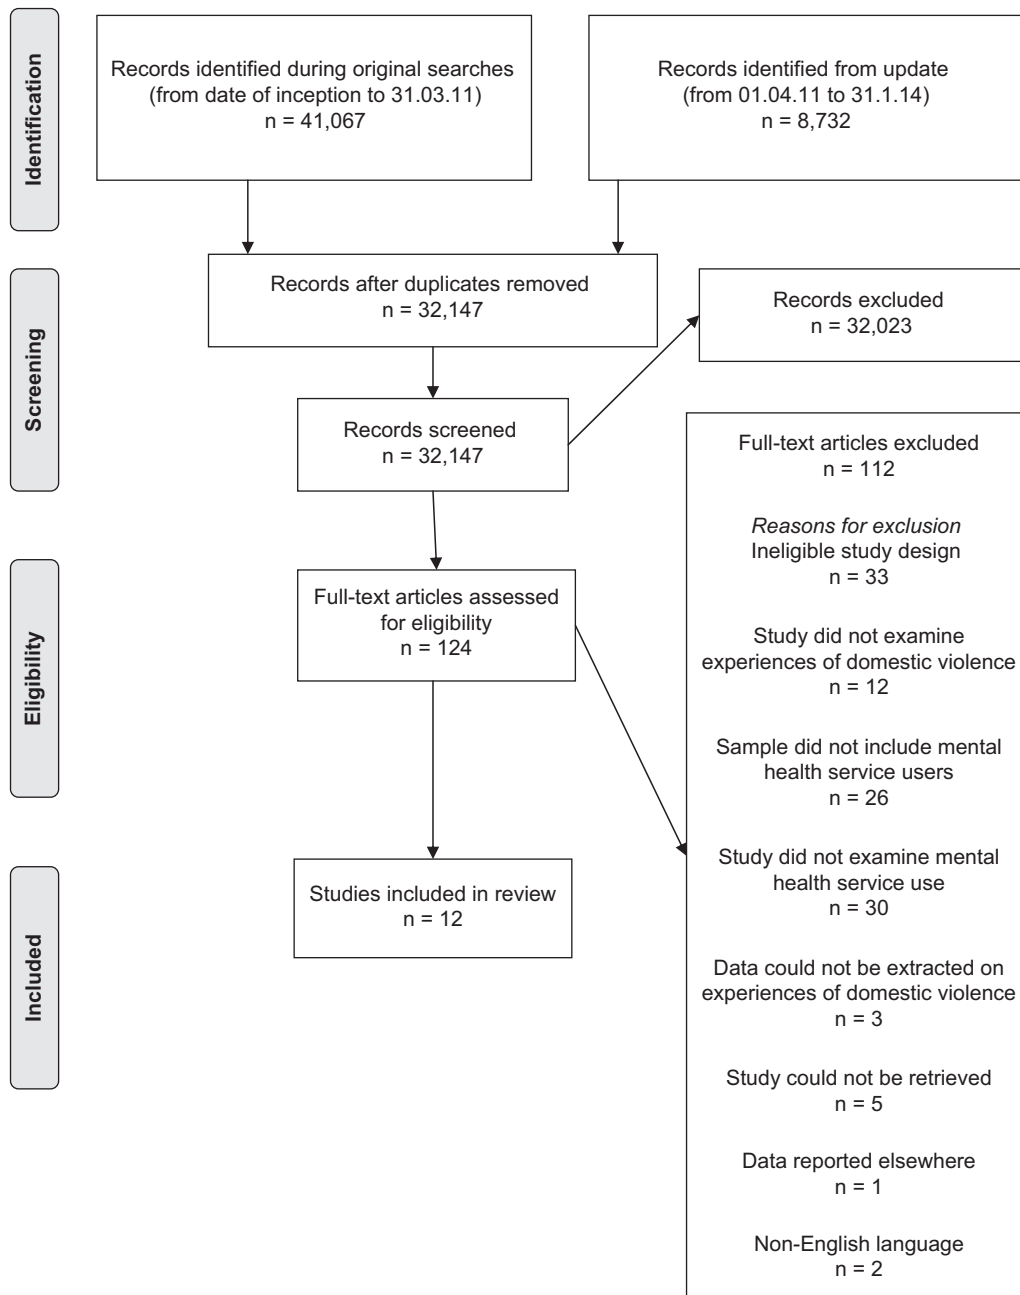 Identification
Records identified during original searches
(from date of inception to 31.03.11)
n = 41,067
Records identified from update
(from 01.04.11 to 31.1.14)
n = 8,732
Screening
Records after duplicates removed
n = 32,147
Records excluded
n = 32,023
Records screened
n = 32,147
Eligibility
Full-text articles assessed
for eligibility
n = 124
Full-text articles excluded
n = 112
Reasons for exclusion
Ineligible study design
n = 33
Study did not examine
experiences of domestic violence
n = 12
Sample did not include mental
health service users
n = 26
Study did not examine mental
health service use
n = 30
Data could not be extracted on
experiences of domestic violence
n = 3
Study could not be retrieved
n = 5
Data reported elsewhere
n = 1
Non-English language
n = 2
Included
Studies included in review
n = 12